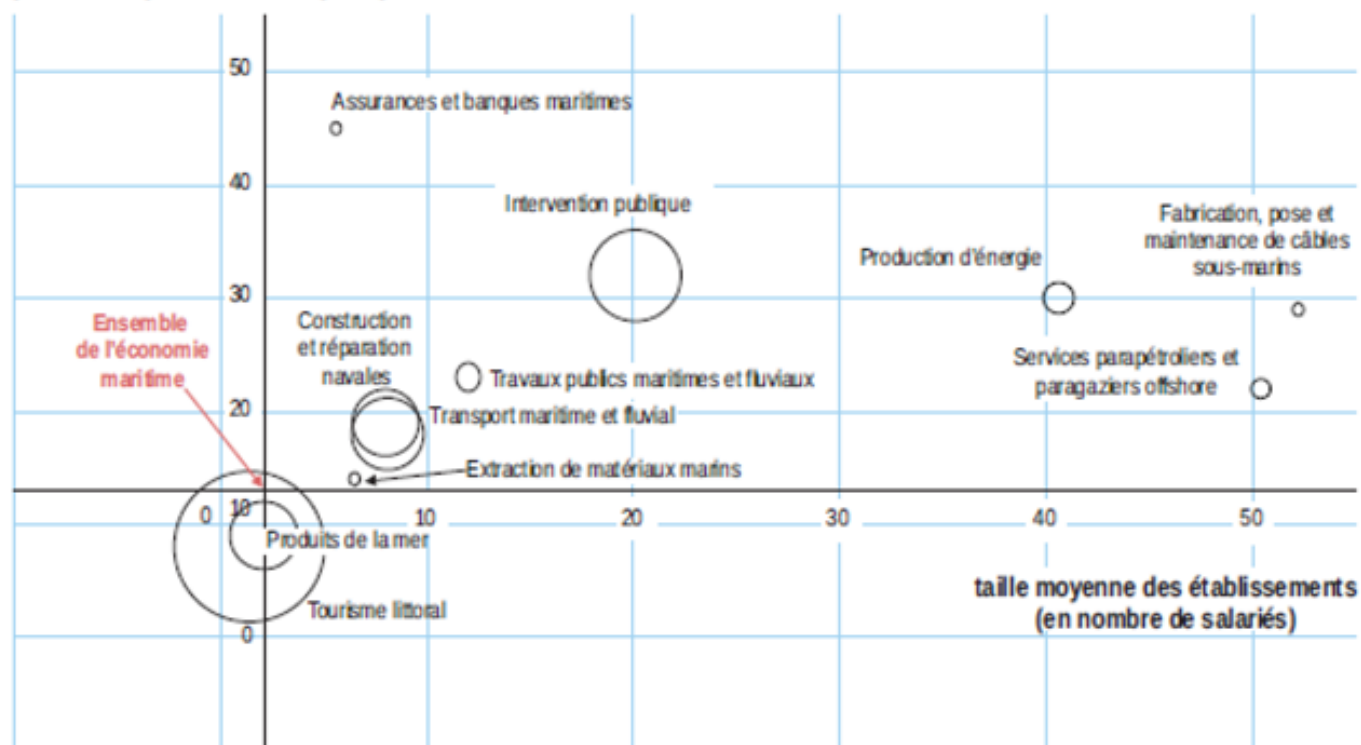 50
Assurances et banques maritimes
40
Intervention publique
Fabrication, pose et
maintenance de câbles
sous-marins
Production d'énergie
30
Ensemble
de l'économie
maritime
Construction
et réparation
navales
Services parapétroliers et
paragaziers offshore
Travaux publics maritimes et fluviaux
20
Transport maritime et fluvial
Extraction de matériaux marins
0
10
10
20
30
40
50
Produits de la mer
taille moyenne des établissements
(en nombre de salariés)
Tourisme littoral
0